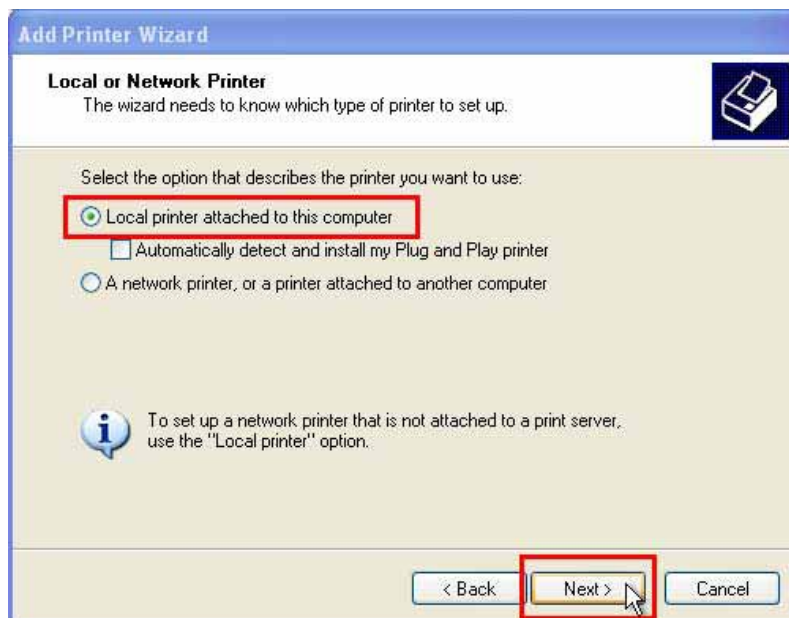 Add Printer Wizard
Local or Network Printer
The wizard needs to know which type of printer to set up.
Select the option that describes the printer you want to use:
Local printer attached to this computer
Automatically detect and install my Plug and Play printer
A network printer, or a printer attached to another computer
To set up a network printer that is not attached to a print server,
use the "Local printer" option.
< Back Next > Cancel